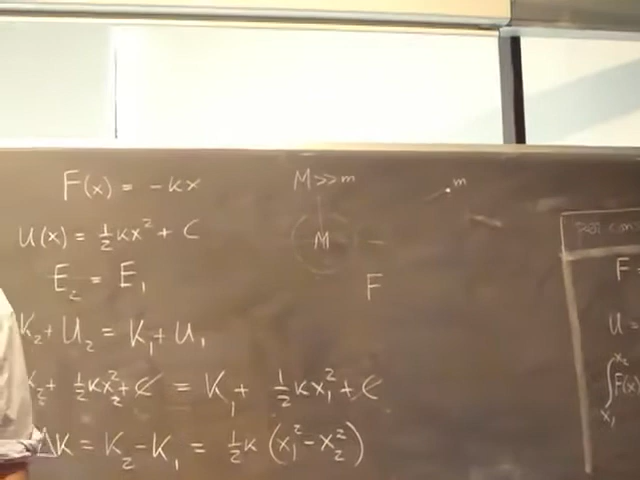 F(x) = -kx
U(x) = ½kx² + C
E₂ = E₁
K₂ + U₂ = K₁ + U₁
K₂ + ½kx₂² + C = K₁ + ½kx₁² + C
ΔK = K₂ - K₁ = ½k (x₁² - x₂²)
M >> m
m
M
F
F
U =
∫ₓ₁ˣ² F(x)